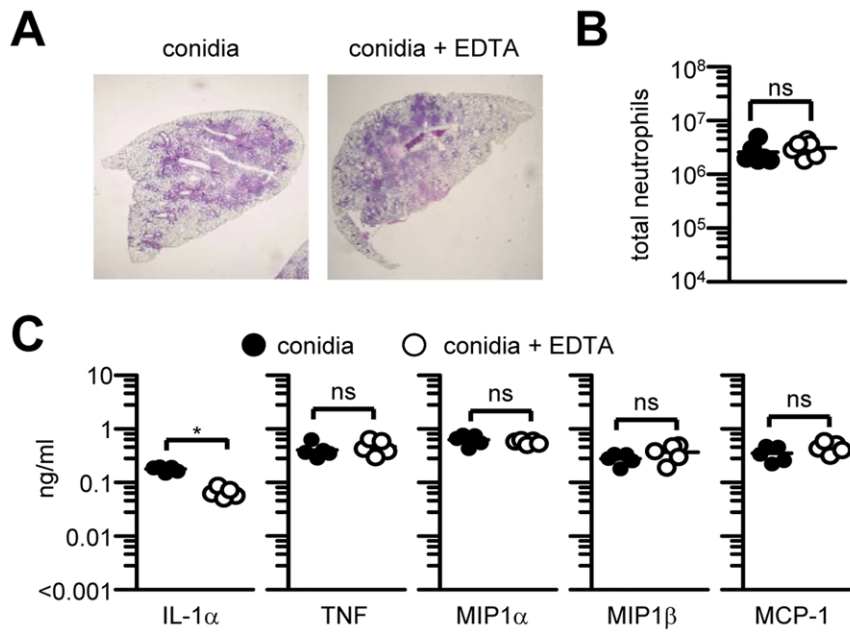 A
conidia
conidia + EDTA
B
total neutrophils
10⁸
10⁷
10⁶
10⁵
10⁴
ns
C
conidia
conidia + EDTA
ng/ml
10
1
0.1
0.01
<0.001
*
ns
ns
ns
ns
IL-1α
TNF
MIP1α
MIP1β
MCP-1